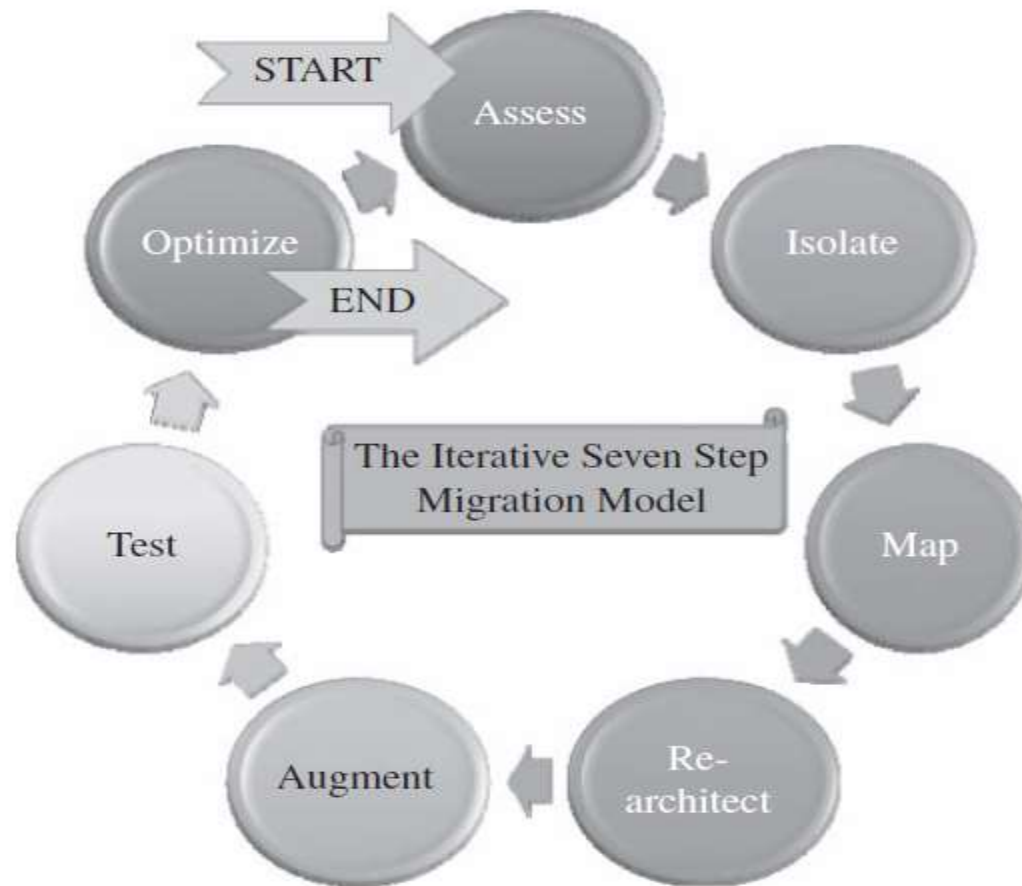 START
Assess
Isolate
Optimize
END
The Iterative Seven Step
Migration Model
Map
Test
Re-
architect
Augment